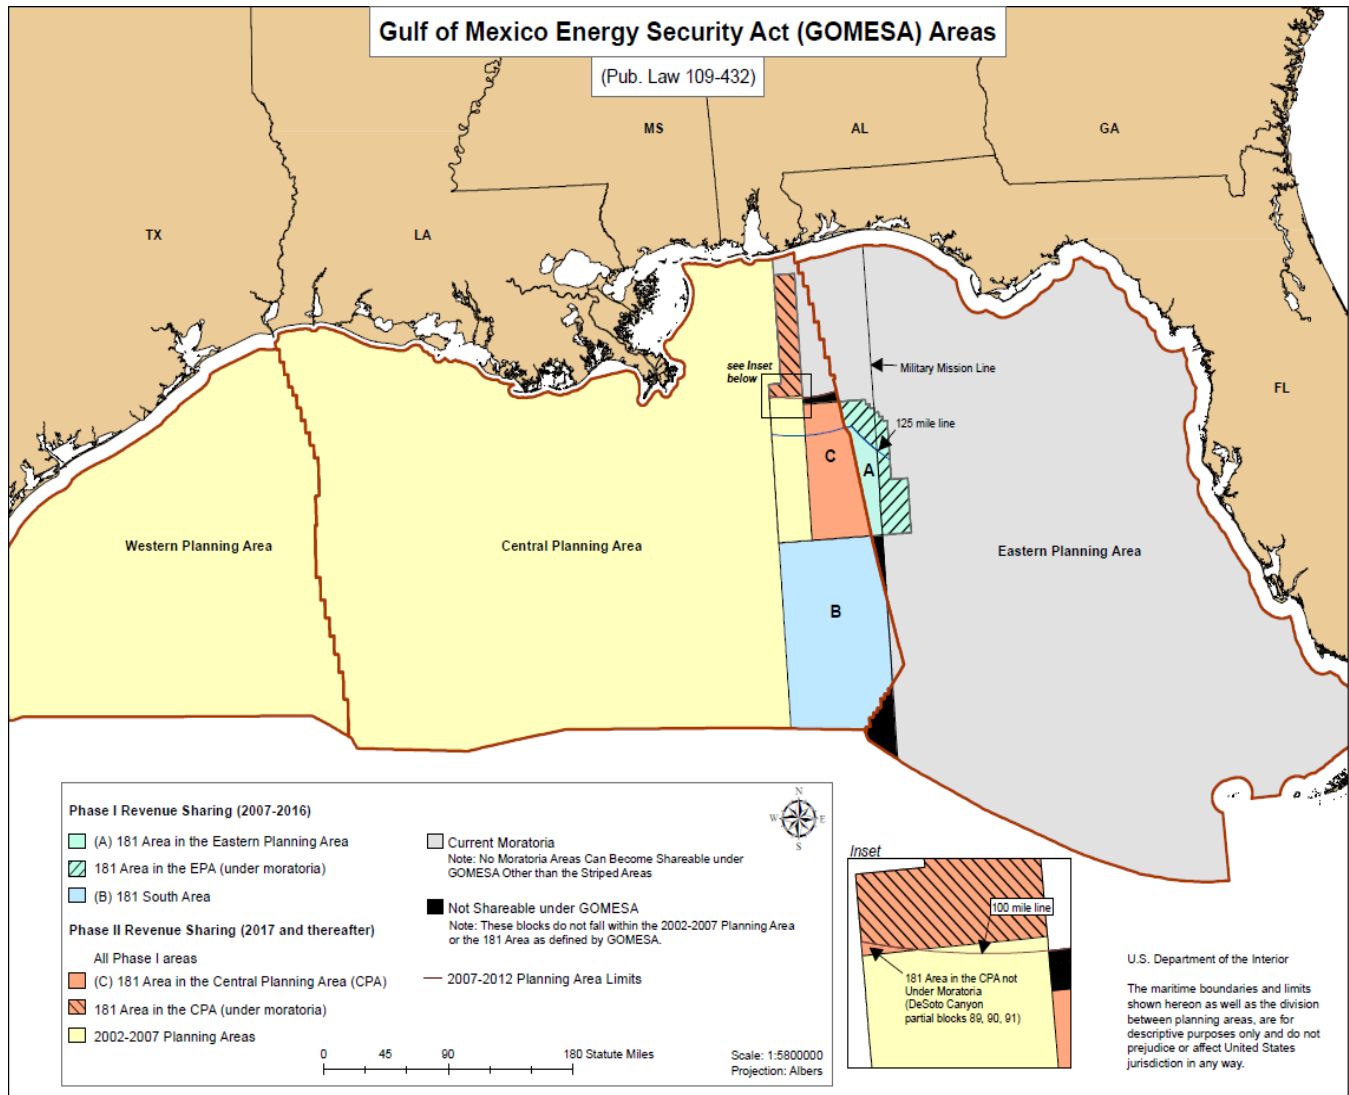 Gulf of Mexico Energy Security Act (GOMESA) Areas
(Pub. Law 109-432)
MS
AL
GA
TX
LA
FL
see Inset
below
Military Mission Line
125 mile line
C
A
Western Planning Area
Central Planning Area
Eastern Planning Area
B
Phase I Revenue Sharing (2007-2016)
(A) 181 Area in the Eastern Planning Area
181 Area in the EPA (under moratoria)
(B) 181 South Area
Phase II Revenue Sharing (2017 and thereafter)
All Phase I areas
(C) 181 Area in the Central Planning Area (CPA)
181 Area in the CPA (under moratoria)
2002-2007 Planning Areas
N
W
E
S
Current Moratoria
Note: No Moratoria Areas Can Become Shareable under
GOMESA Other than the Striped Areas
Not Shareable under GOMESA
Note: These blocks do not fall within the 2002-2007 Planning Area
or the 181 Area as defined by GOMESA.
2007-2012 Planning Area Limits
0 45 90 180 Statute Miles
Scale: 1:5800000
Projection: Albers
Inset
100 mile line
181 Area in the CPA not
Under Moratoria
(DeSoto Canyon
partial blocks 89, 90, 91)
U.S. Department of the Interior
The maritime boundaries and limits
shown hereon as well as the division
between planning areas, are for
descriptive purposes only and do not
prejudice or affect United States
jurisdiction in any way.